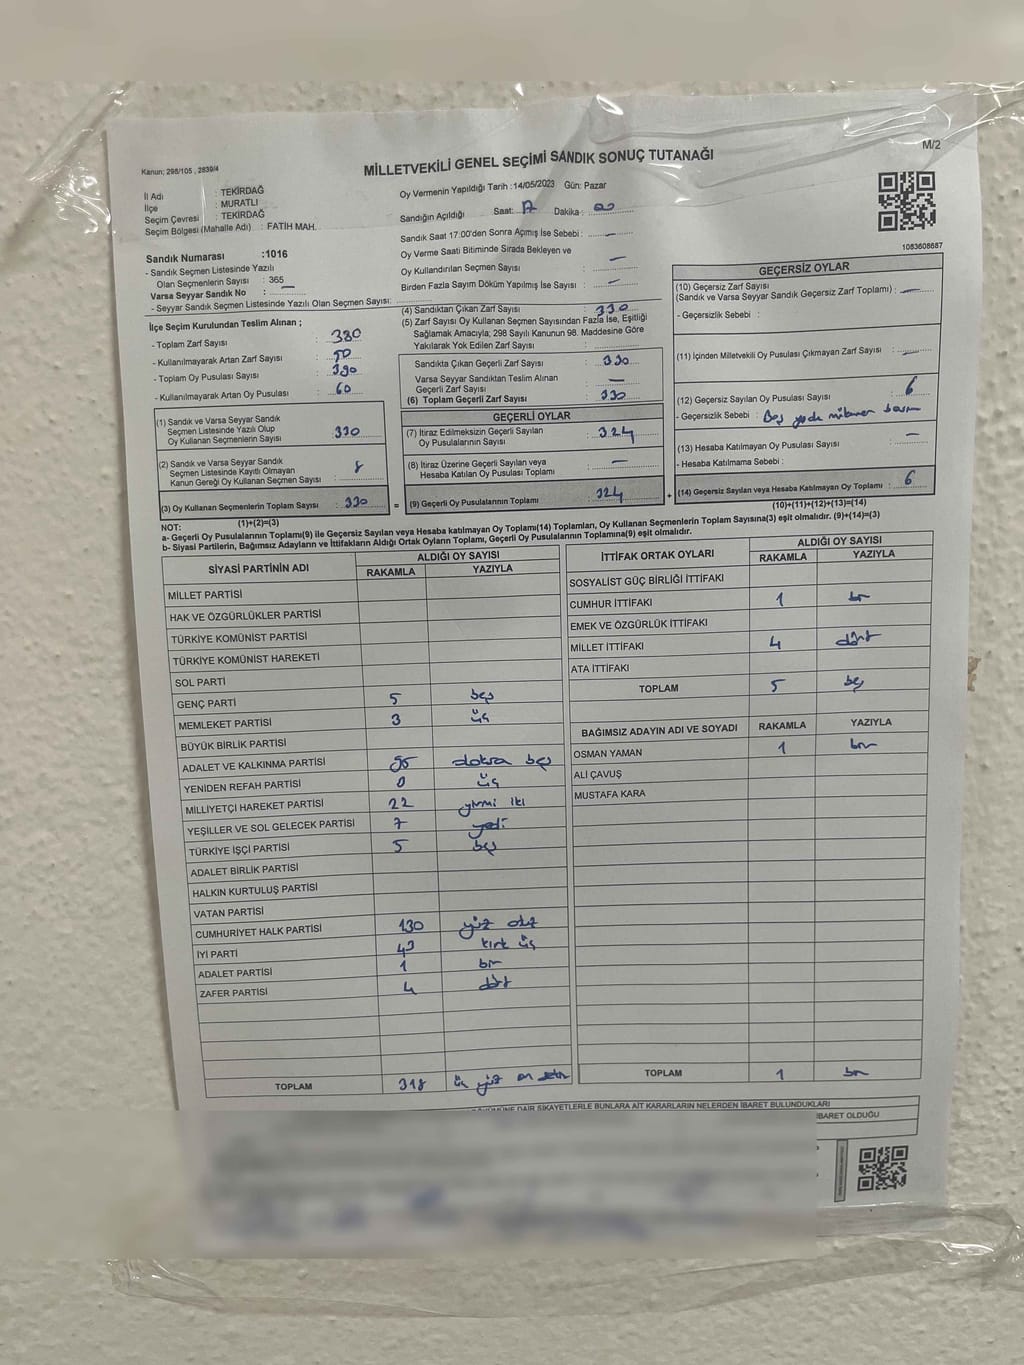 Kanun; 298/105 , 2839/4
MİLLETVEKİLİ GENEL SEÇİMİ SANDIK SONUÇ TUTANAĞI
M/2
İl Adı : TEKİRDAĞ
İlçe : MURATLI
Seçim Çevresi : TEKİRDAĞ
Seçim Bölgesi (Mahalle Adı) : FATİH MAH.
Oy Vermenin Yapıldığı Tarih :14/05/2023 Gün: Pazar
Sandığın Açıldığı Saat: 17 Dakika : 00
Sandık Saat 17:00'den Sonra Açmış İse Sebebi : —
Oy Verme Saati Bitiminde Sırada Bekleyen ve
Oy Kullandırılan Seçmen Sayısı : —
Birden Fazla Sayım Döküm Yapılmış İse Sayısı : —
1083608687
Sandık Numarası :1016
- Sandık Seçmen Listesinde Yazılı
Olan Seçmenlerin Sayısı : 365
Varsa Seyyar Sandık No : —
- Seyyar Sandık Seçmen Listesinde Yazılı Olan Seçmen Sayısı:
İlçe Seçim Kurulundan Teslim Alınan ;
- Toplam Zarf Sayısı : 380
- Kullanılmayarak Artan Zarf Sayısı : 50
- Toplam Oy Pusulası Sayısı : 390
- Kullanılmayarak Artan Oy Pusulası : 60
(4) Sandıktan Çıkan Zarf Sayısı : 330
(5) Zarf Sayısı Oy Kullanan Seçmen Sayısından Fazla İse, Eşitliği
Sağlamak Amacıyla; 298 Sayılı Kanunun 98. Maddesine Göre
Yakılarak Yok Edilen Zarf Sayısı :
Sandıkta Çıkan Geçerli Zarf Sayısı : 330
Varsa Seyyar Sandıktan Teslim Alınan
Geçerli Zarf Sayısı : —
(6) Toplam Geçerli Zarf Sayısı : 330
GEÇERSİZ OYLAR
(10) Geçersiz Zarf Sayısı
(Sandık ve Varsa Seyyar Sandık Geçersiz Zarf Toplamı) : —
- Geçersizlik Sebebi :
(11) İçinden Milletvekili Oy Pusulası Çıkmayan Zarf Sayısı : —
(12) Geçersiz Sayılan Oy Pusulası Sayısı : 6
- Geçersizlik Sebebi :
(13) Hesaba Katılmayan Oy Pusulası Sayısı : —
- Hesaba Katılmama Sebebi :
(14) Geçersiz Sayılan veya Hesaba Katılmayan Oy Toplamı : 6
(10)+(11)+(12)+(13)=(14)
(1) Sandık ve Varsa Seyyar Sandık
Seçmen Listesinde Yazılı Olup
Oy Kullanan Seçmenlerin Sayısı : 330
(2) Sandık ve Varsa Seyyar Sandık
Seçmen Listesinde Kayıtlı Olmayan
Kanun Gereği Oy Kullanan Seçmen Sayısı :
(3) Oy Kullanan Seçmenlerin Toplam Sayısı : 330 =
(1)+(2)=(3)
GEÇERLİ OYLAR
(7) İtiraz Edilmeksizin Geçerli Sayılan
Oy Pusulalarının Sayısı : 324
(8) İtiraz Üzerine Geçerli Sayılan veya
Hesaba Katılan Oy Pusulası Toplamı : —
(9) Geçerli Oy Pusulalarının Toplamı : 324 +
NOT:
a- Geçerli Oy Pusulalarının Toplamı(9) ile Geçersiz Sayılan veya Hesaba katılmayan Oy Toplamı(14) Toplamları, Oy Kullanan Seçmenlerin Toplam Sayısına(3) eşit olmalıdır. (9)+(14)=(3)
b- Siyasi Partilerin, Bağımsız Adayların ve İttifakların Aldığı Ortak Oyların Toplamı, Geçerli Oy Pusulalarının Toplamına(9) eşit olmalıdır.
SİYASİ PARTİNİN ADI ALDIĞI OY SAYISI
RAKAMLA YAZIYLA
MİLLET PARTİSİ
HAK VE ÖZGÜRLÜKLER PARTİSİ
TÜRKİYE KOMÜNİST PARTİSİ
TÜRKİYE KOMÜNİST HAREKETİ
SOL PARTİ
GENÇ PARTİ 5 beş
MEMLEKET PARTİSİ 3 üç
BÜYÜK BİRLİK PARTİSİ
ADALET VE KALKINMA PARTİSİ 95 doksa beş
YENİDEN REFAH PARTİSİ üç
MİLLİYETÇİ HAREKET PARTİSİ 22 yirmi iki
YEŞİLLER VE SOL GELECEK PARTİSİ 7 yedi
TÜRKİYE İŞÇİ PARTİSİ 5 beş
ADALET BİRLİK PARTİSİ
HALKIN KURTULUŞ PARTİSİ
VATAN PARTİSİ
CUMHURİYET HALK PARTİSİ 130 yüz otuz
İYİ PARTİ 43 kırk üç
ADALET PARTİSİ 1 bir
ZAFER PARTİSİ 4 dört
TOPLAM 318 üç yüz on sekiz
İTTİFAK ORTAK OYLARI ALDIĞI OY SAYISI
RAKAMLA YAZIYLA
SOSYALİST GÜÇ BİRLİĞİ İTTİFAKI
CUMHUR İTTİFAKI 1 bir
EMEK VE ÖZGÜRLÜK İTTİFAKI
MİLLET İTTİFAKI 4 dört
ATA İTTİFAKI
TOPLAM 5 beş
BAĞIMSIZ ADAYIN ADI VE SOYADI RAKAMLA YAZIYLA
OSMAN YAMAN 1 bir
ALİ ÇAVUŞ
MUSTAFA KARA
TOPLAM 1 bir
DAİR ŞİKAYETLERLE BUNLARA AİT KARARLARIN NELERDEN İBARET BULUNDUKLARI
İBARET OLDUĞU